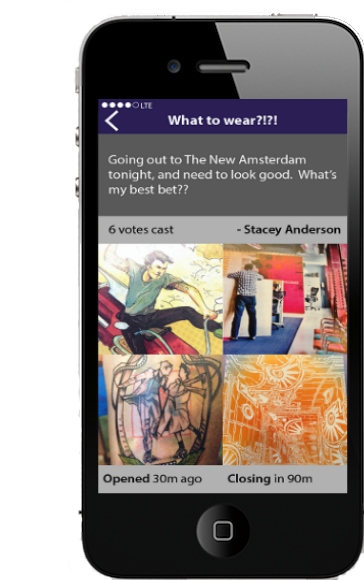 LTE
What to wear?!?!
Going out to The New Amsterdam
tonight, and need to look good. What's
my best bet??
6 votes cast
- Stacey Anderson
Opened 30m ago
Closing in 90m